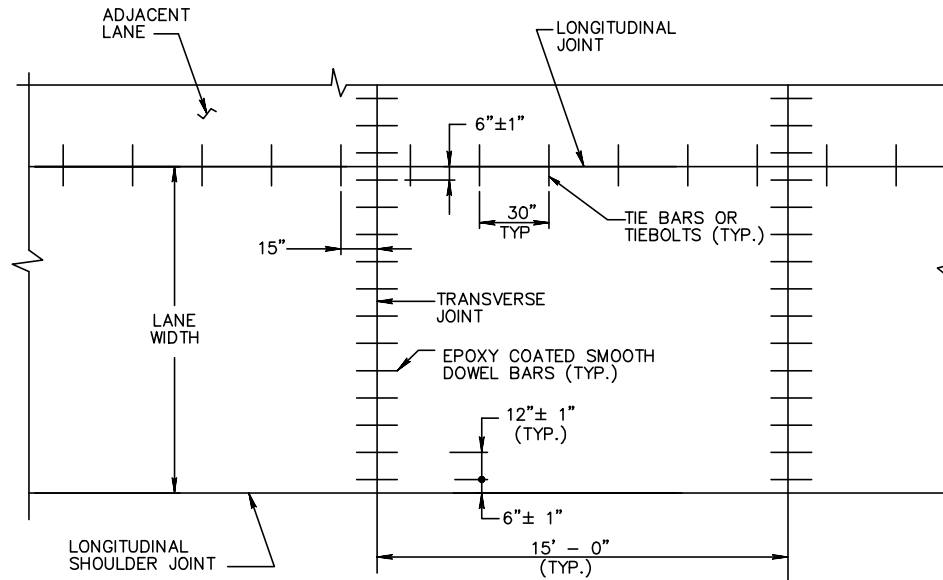 ADJACENT
LANE
LONGITUDINAL
JOINT
6"±1"
30"
TYP
TIE BARS OR
TIEBOLTS (TYP.)
15"
TRANSVERSE
JOINT
LANE
WIDTH
EPOXY COATED SMOOTH
DOWEL BARS (TYP.)
12"± 1"
(TYP.)
6"± 1"
LONGITUDINAL
SHOULDER JOINT
15' - 0"
(TYP.)